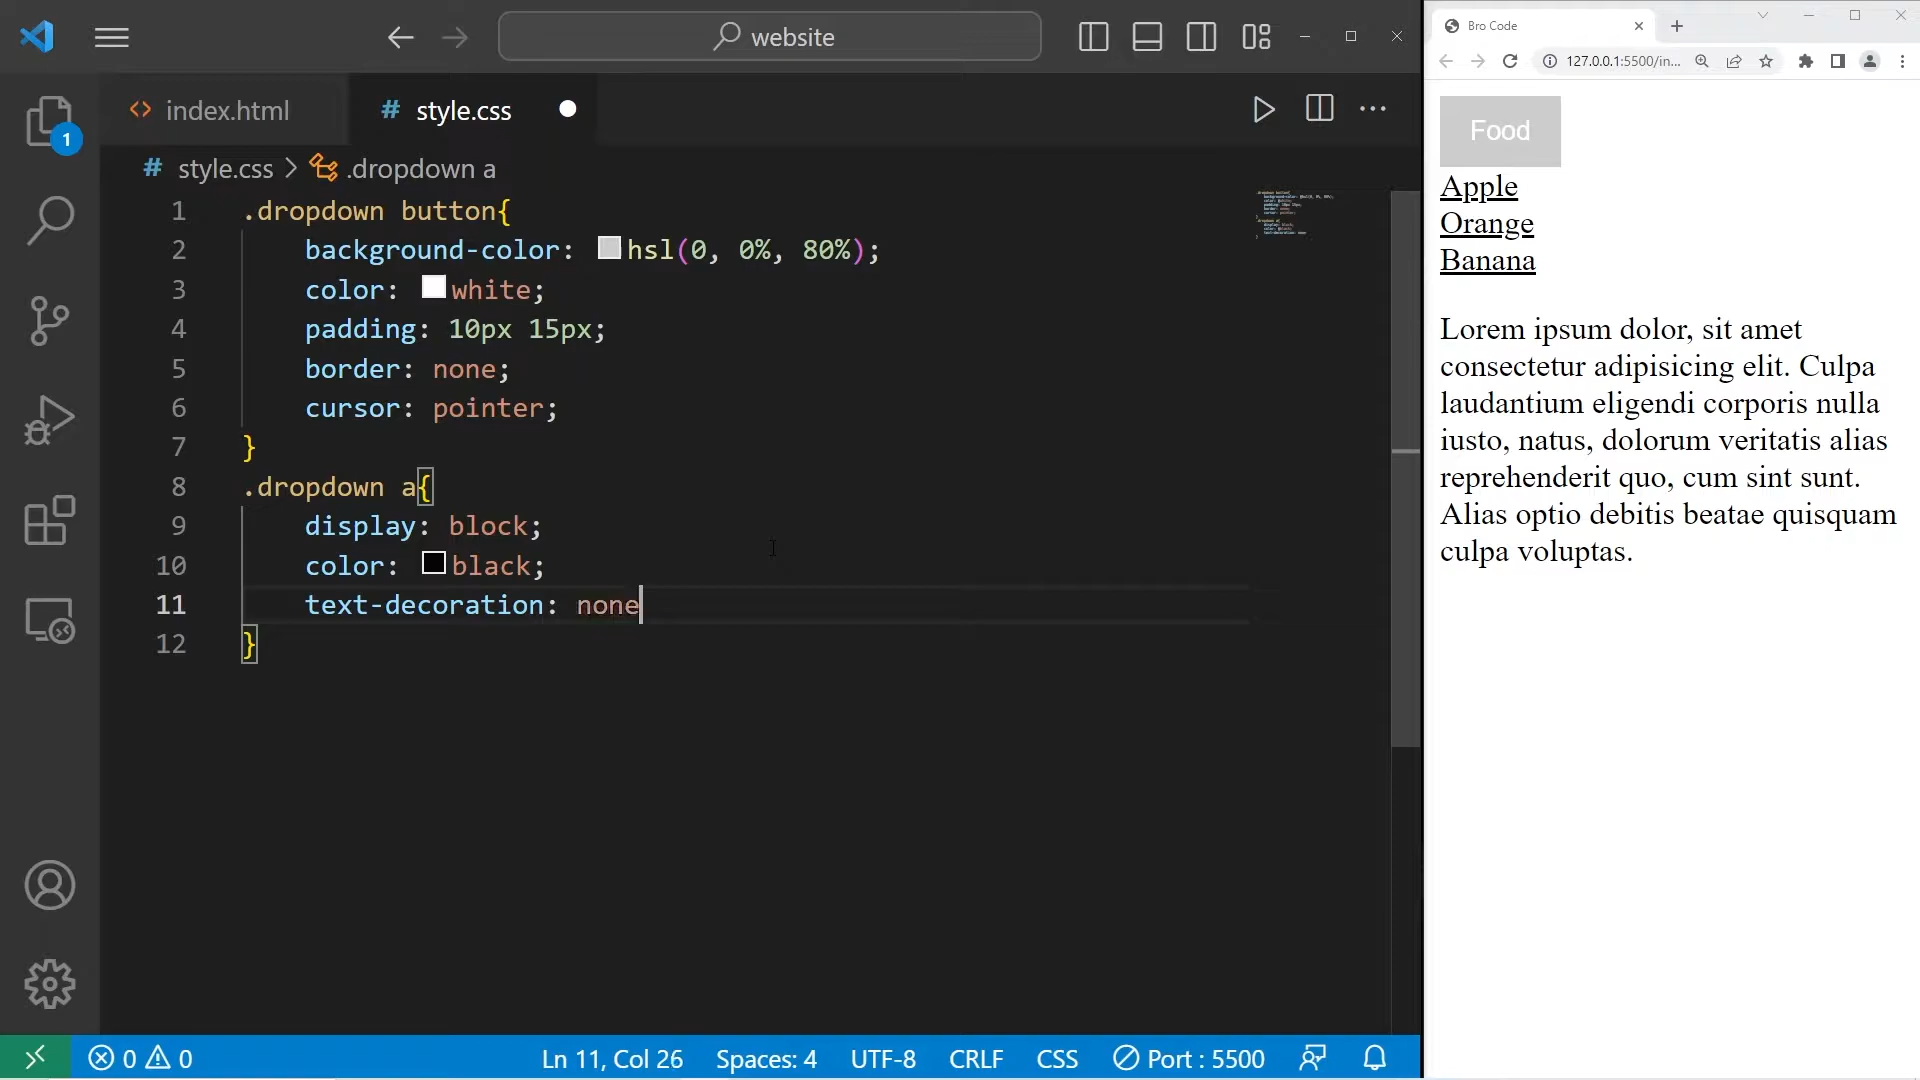 website
index.html
# style.css
# style.css > .dropdown a
1 .dropdown button{
2 background-color: hsl(0, 0%, 80%);
3 color: white;
4 padding: 10px 15px;
5 border: none;
6 cursor: pointer;
7 }
8 .dropdown a{
9 display: block;
10 color: black;
11 text-decoration: none
12 }
1
0 0
Ln 11, Col 26
Spaces: 4
UTF-8
CRLF
CSS
Port : 5500
Bro Code
127.0.0.1:5500/in...
Food
Apple
Orange
Banana
Lorem ipsum dolor, sit amet
consectetur adipisicing elit. Culpa
laudantium eligendi corporis nulla
iusto, natus, dolorum veritatis alias
reprehenderit quo, cum sint sunt.
Alias optio debitis beatae quisquam
culpa voluptas.